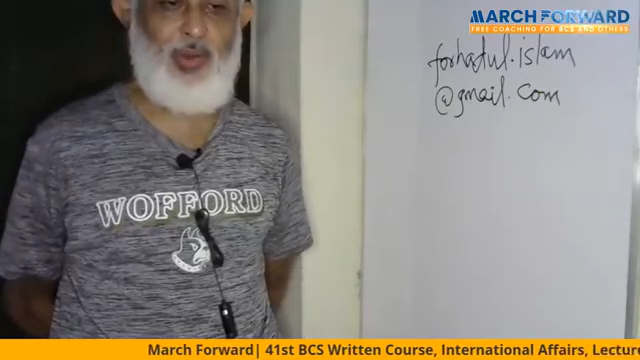 MARCH FORWARD
FREE COACHING FOR BCS AND OTHERS
forhatul.islam
@gmail.com
WOFFORD
March Forward| 41st BCS Written Course, International Affairs, Lecture